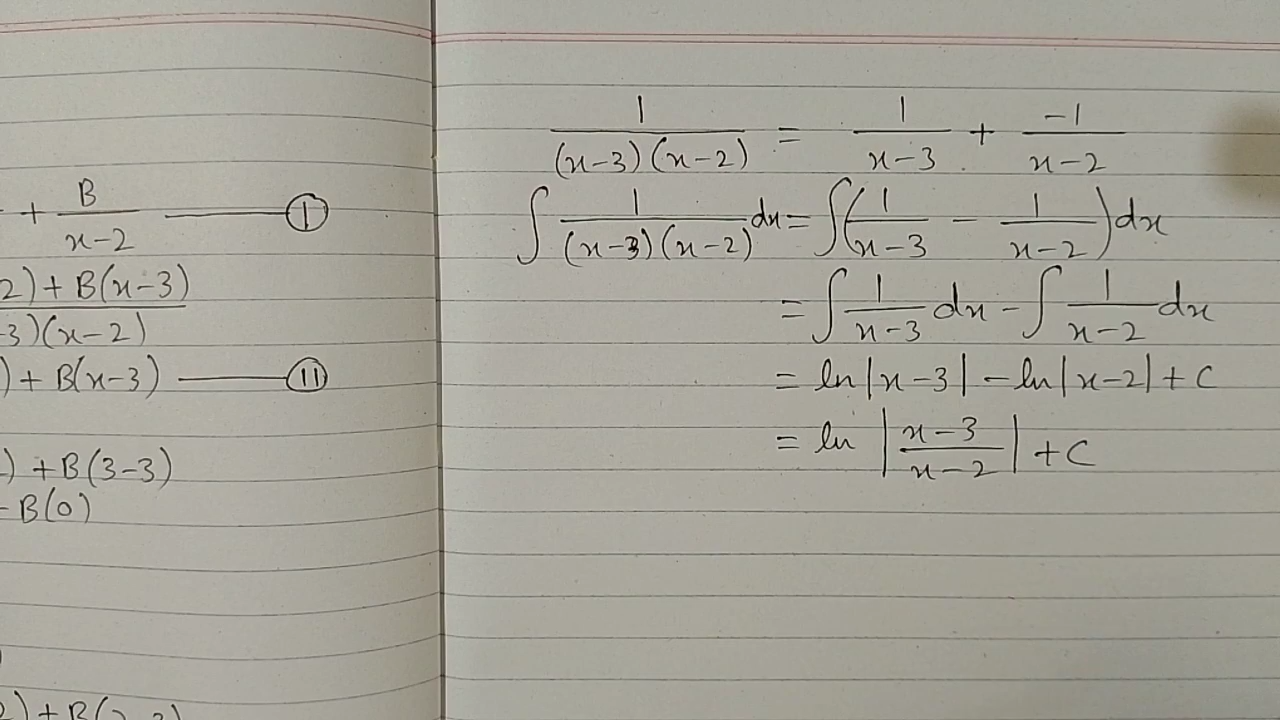 + B/(x-2) —— (I)
2) + B(x-3)
-3)(x-2)
) + B(x-3) —— (II)
) + B(3-3)
- B(0)
2) + B(
1/((x-3)(x-2)) = 1/(x-3) + -1/(x-2)
∫ 1/((x-3)(x-2)) dx = ∫(1/(x-3) - 1/(x-2))dx
= ∫ 1/(x-3) dx - ∫ 1/(x-2) dx
= ln|x-3| - ln|x-2| + C
= ln |(x-3)/(x-2)| + C